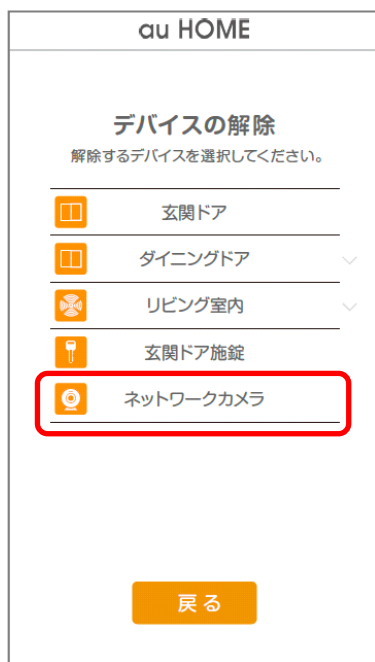 au HOME
デバイスの解除
解除するデバイスを選択してください。
玄関ドア
ダイニングドア
リビング室内
玄関ドア施錠
ネットワークカメラ
戻る